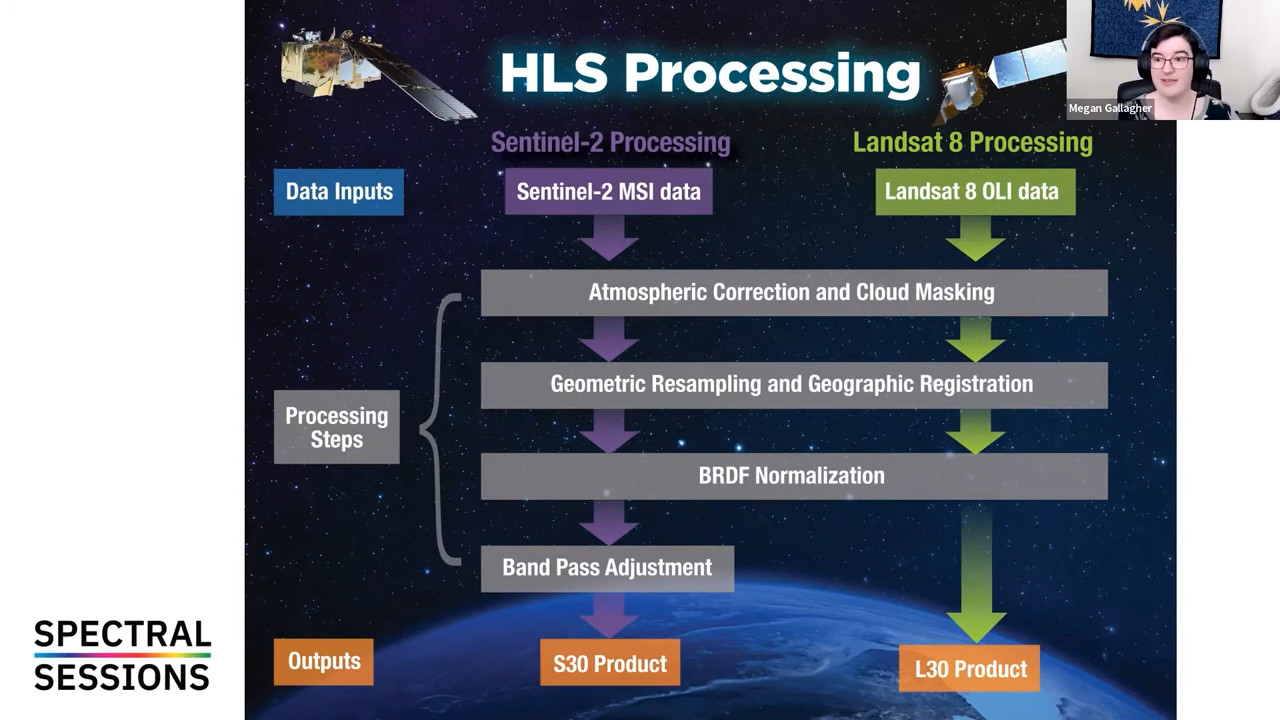 HLS Processing
Megan Gallagher
Sentinel-2 Processing
Landsat 8 Processing
Data Inputs
Sentinel-2 MSI data
Landsat 8 OLI data
Atmospheric Correction and Cloud Masking
Geometric Resampling and Geographic Registration
Processing
Steps
BRDF Normalization
Band Pass Adjustment
Outputs
S30 Product
L30 Product
SPECTRAL
SESSIONS